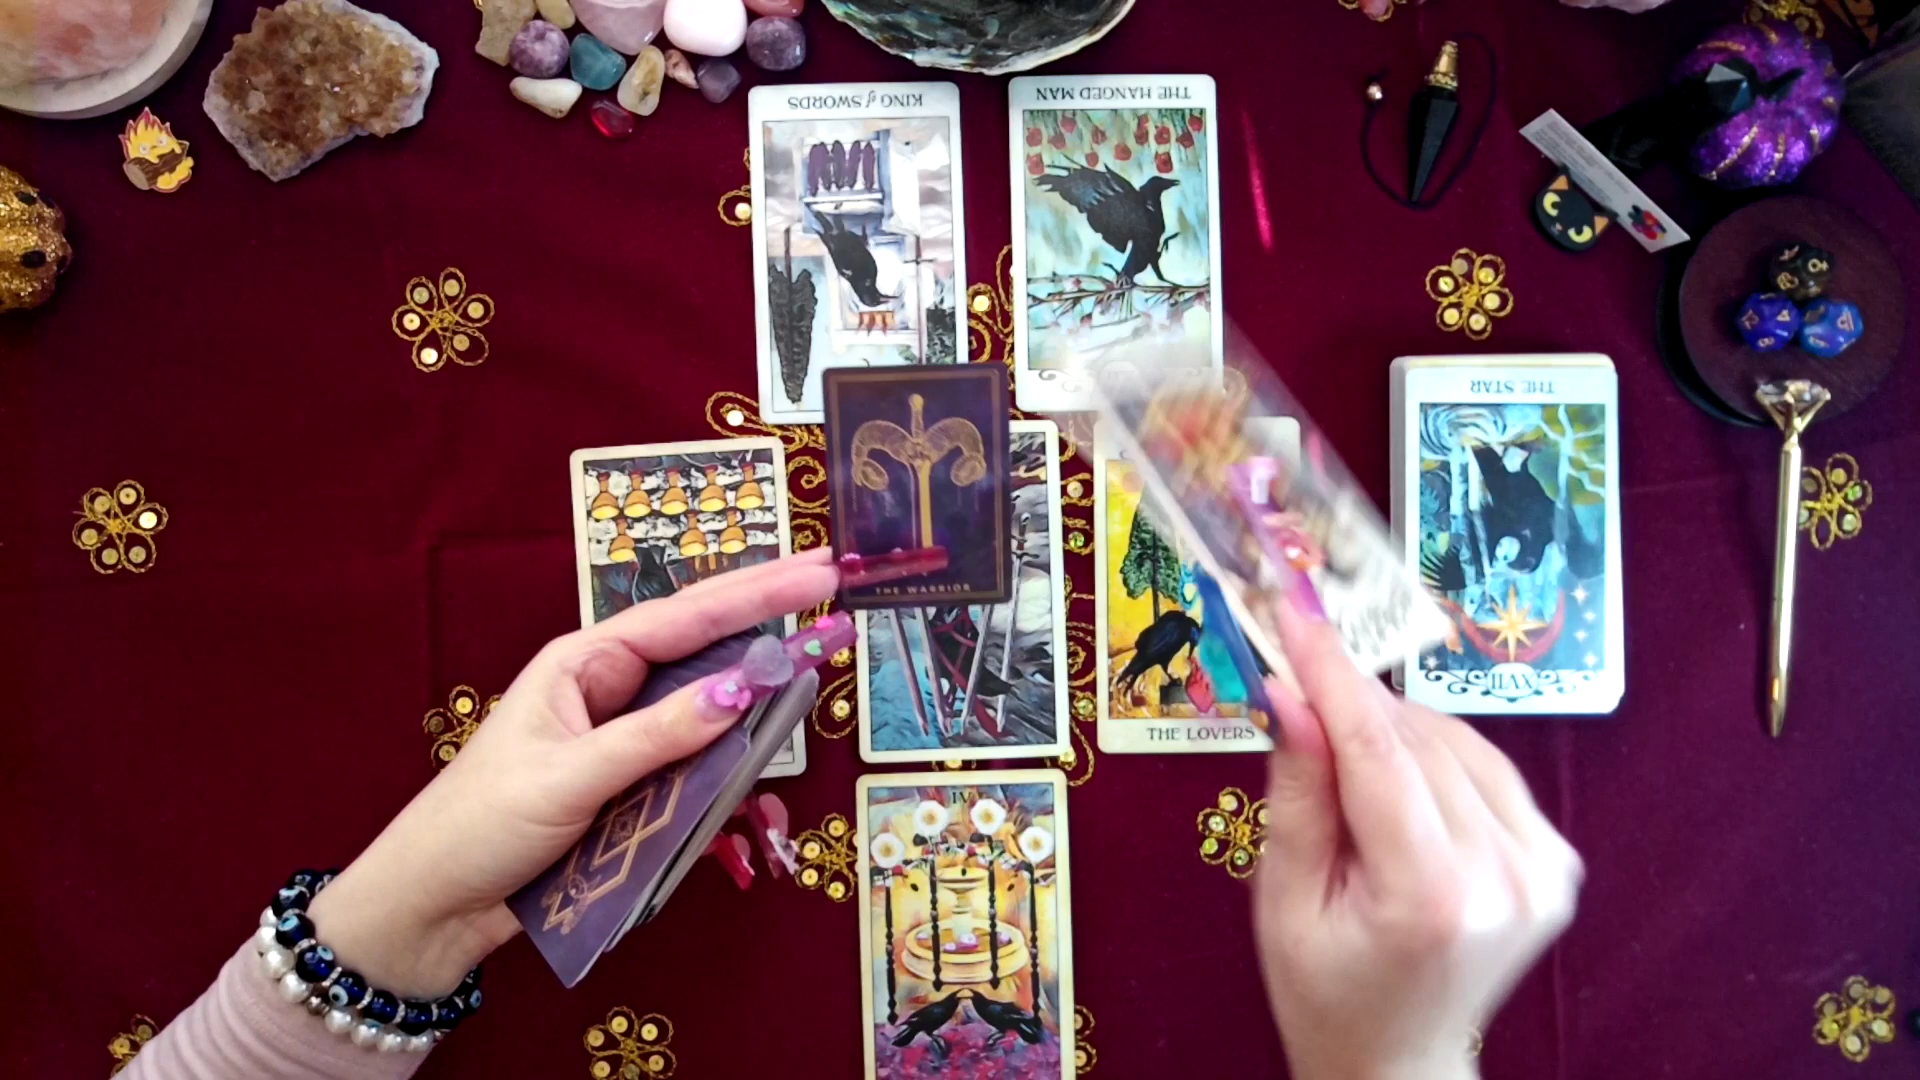 KING of SWORDS
THE HANGED MAN
THE STAR
XVII
THE WARRIOR
THE LOVERS
IV